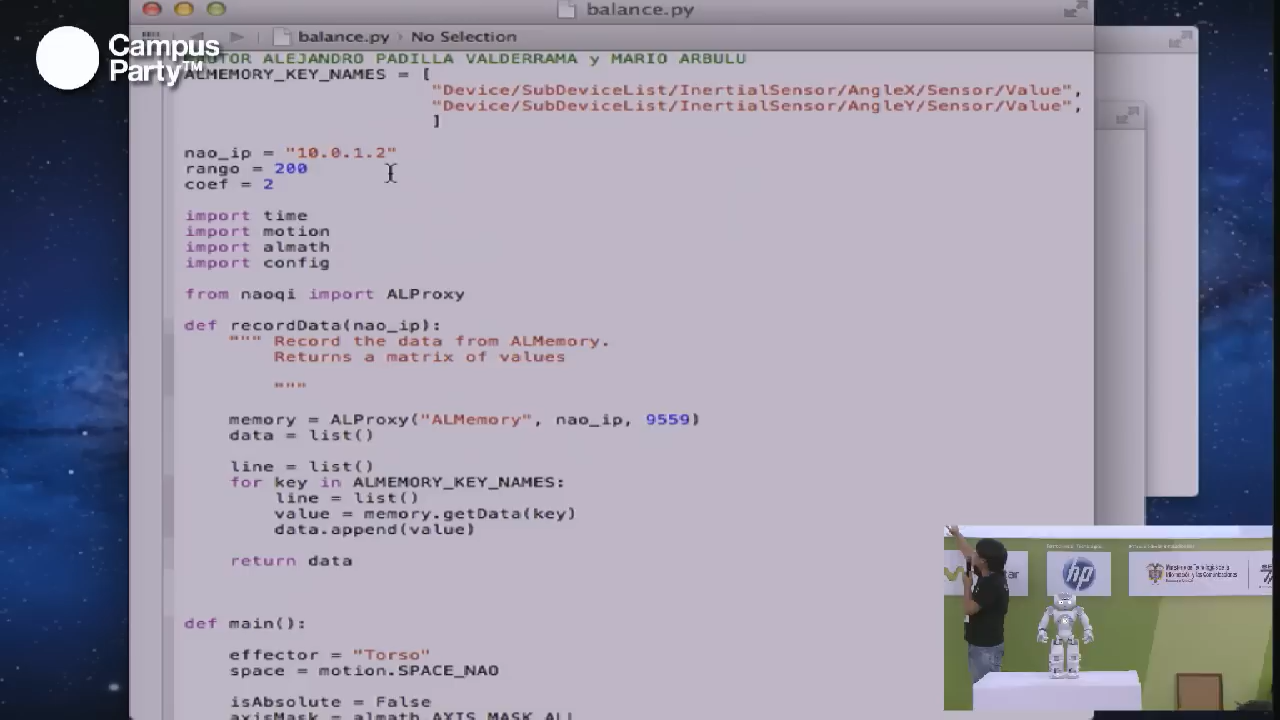 balance.py
balance.py › No Selection
Campus
Party™
AUTOR ALEJANDRO PADILLA VALDERRAMA y MARIO ARBULU
ALMEMORY_KEY_NAMES = [
"Device/SubDeviceList/InertialSensor/AngleX/Sensor/Value",
"Device/SubDeviceList/InertialSensor/AngleY/Sensor/Value",
]
nao_ip = "10.0.1.2"
rango = 200
coef = 2
import time
import motion
import almath
import config
from naoqi import ALProxy
def recordData(nao_ip):
""" Record the data from ALMemory.
Returns a matrix of values
"""
memory = ALProxy("ALMemory", nao_ip, 9559)
data = list()
line = list()
for key in ALMEMORY_KEY_NAMES:
line = list()
value = memory.getData(key)
data.append(value)
return data
def main():
effector = "Torso"
space = motion.SPACE_NAO
isAbsolute = False
axisMask = almath.AXIS_MASK_ALL
hp